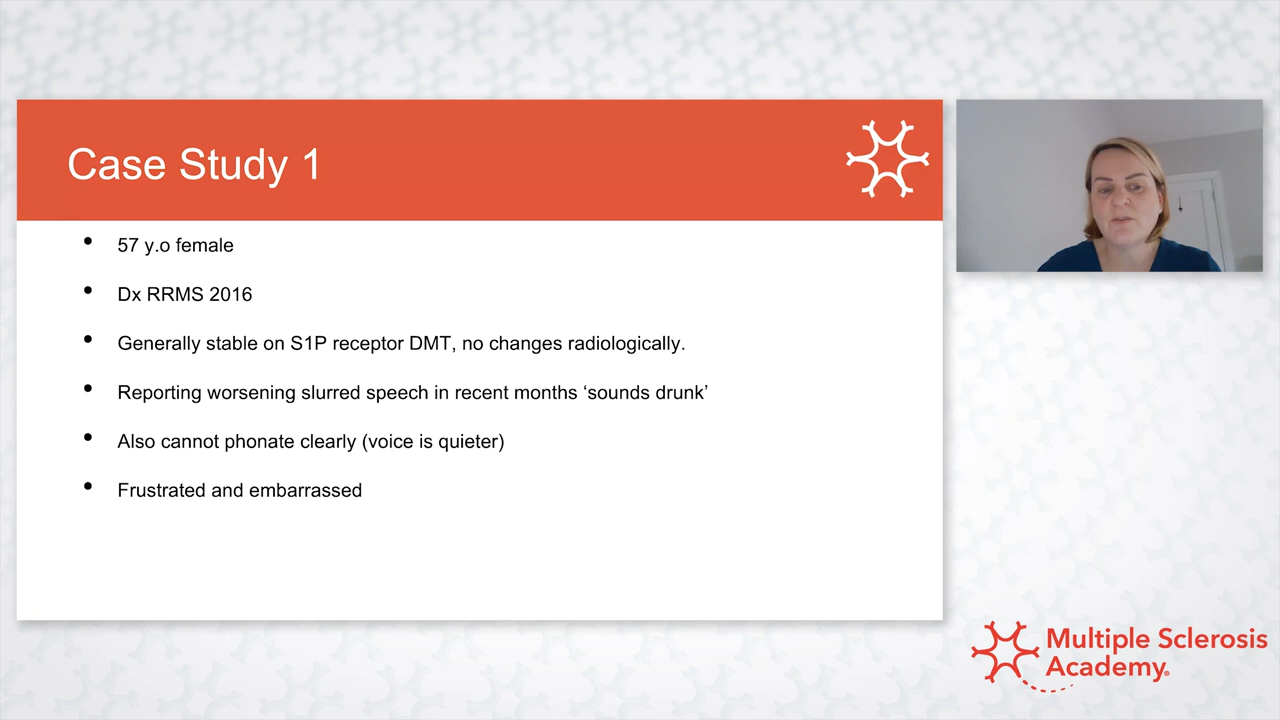 Case Study 1
• 57 y.o female
• Dx RRMS 2016
• Generally stable on S1P receptor DMT, no changes radiologically.
• Reporting worsening slurred speech in recent months ‘sounds drunk’
• Also cannot phonate clearly (voice is quieter)
• Frustrated and embarrassed
Multiple Sclerosis
Academy®